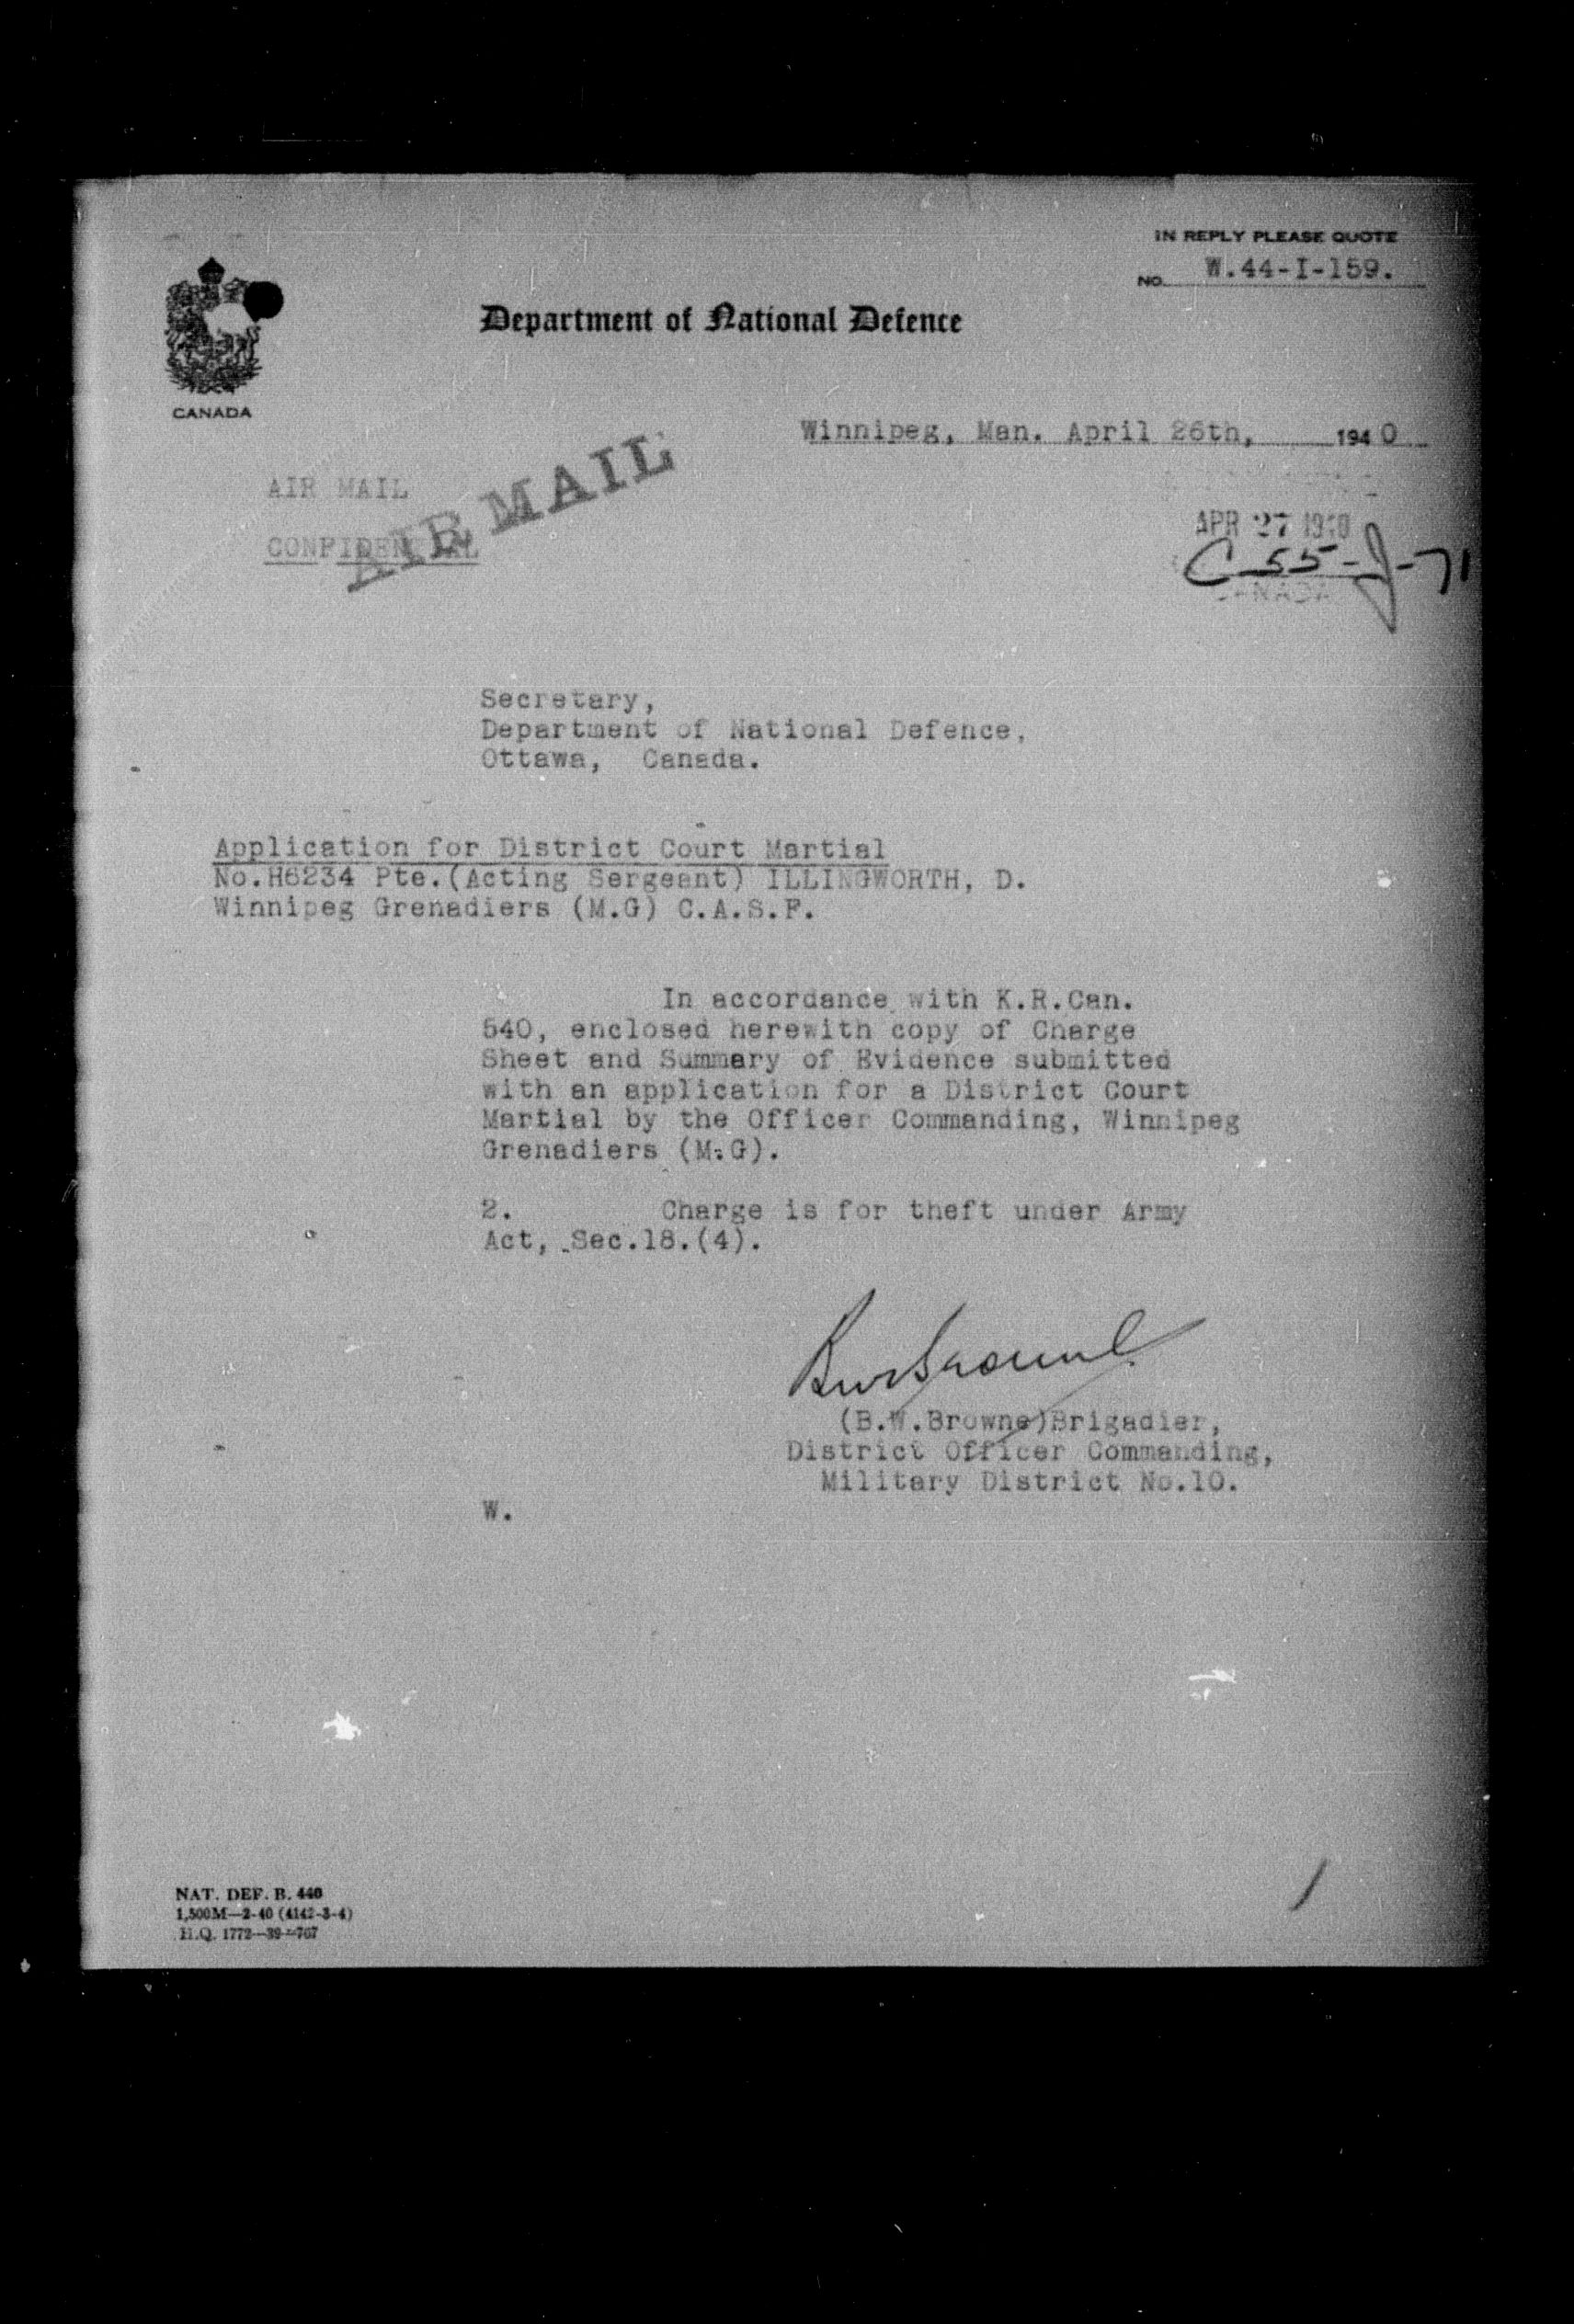 IN REPLY PLEASE QUOTE
NO. W.44-I-159.
Department of National Defence
CANADA
Winnipeg, Man. April 26th, 1940
AIR MAIL
AIR MAIL
CONFIDENTIAL
APR 27 1940
C 55-J-71
CANADA
Secretary,
Department of National Defence,
Ottawa, Canada.
Application for District Court Martial
No.H6234 Pte.(Acting Sergeant) ILLINGWORTH, D.
Winnipeg Grenadiers (M.G) C.A.S.F.
In accordance with K.R.Can.
540, enclosed herewith copy of Charge
Sheet and Summary of Evidence submitted
with an application for a District Court
Martial by the Officer Commanding, Winnipeg
Grenadiers (M.G).
2. Charge is for theft under Army
Act, Sec.18.(4).
BWBrowne
(B.W.Browne)Brigadier,
District Officer Commanding,
Military District No.10.
W.
NAT. DEF. B. 440
1,500M—2-40 (4142-3-4)
H.Q. 1772—39—767
1